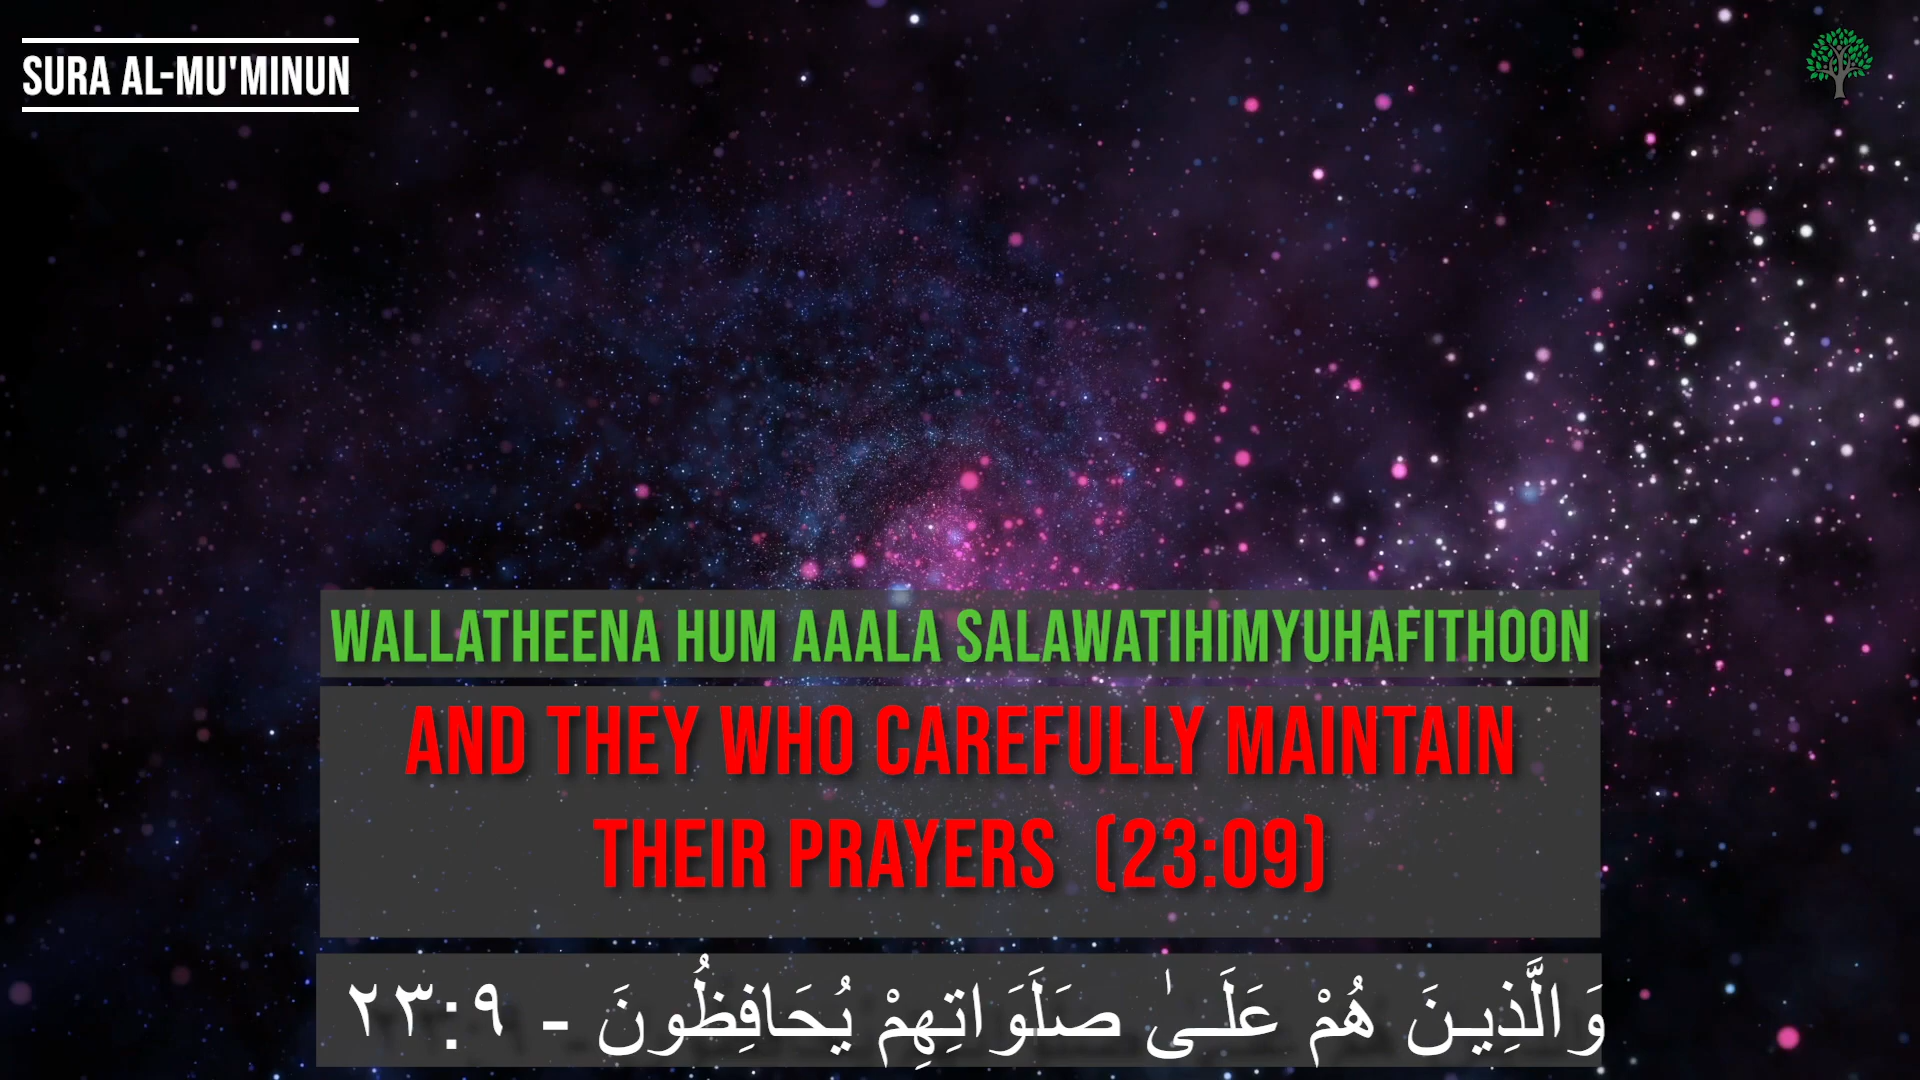 SURA AL-MU'MINUN
WALLATHEENA HUM AAALA SALAWATIHIMYUHAFITHOON
AND THEY WHO CAREFULLY MAINTAIN
THEIR PRAYERS (23:09)
وَالَّذِينَ هُمْ عَلَىٰ صَلَوَاتِهِمْ يُحَافِظُونَ - ٢٣:٩